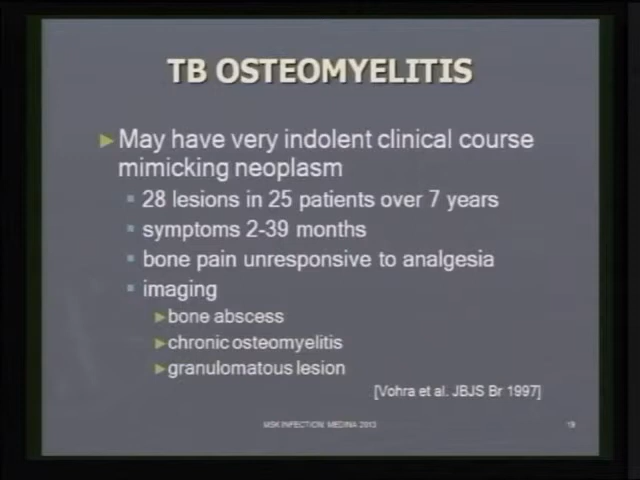 TB OSTEOMYELITIS
►May have very indolent clinical course
mimicking neoplasm
▪ 28 lesions in 25 patients over 7 years
▪ symptoms 2-39 months
▪ bone pain unresponsive to analgesia
▪ imaging
►bone abscess
►chronic osteomyelitis
►granulomatous lesion
[Vohra et al. JBJS Br 1997]
MSK INFECTION MEDINA 2013
19